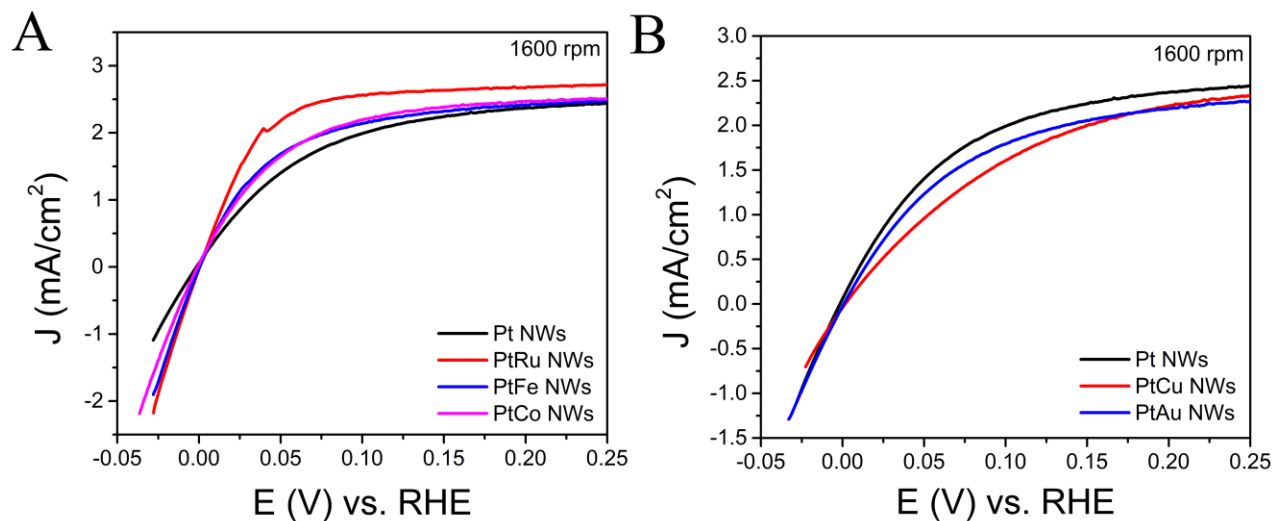 A
1600 rpm
J (mA/cm²)
3
2
1
0
-1
-2
Pt NWs
PtRu NWs
PtFe NWs
PtCo NWs
-0.05 0.00 0.05 0.10 0.15 0.20 0.25
E (V) vs. RHE
B
1600 rpm
J (mA/cm²)
3.0
2.5
2.0
1.5
1.0
0.5
0.0
-0.5
-1.0
-1.5
Pt NWs
PtCu NWs
PtAu NWs
-0.05 0.00 0.05 0.10 0.15 0.20 0.25
E (V) vs. RHE